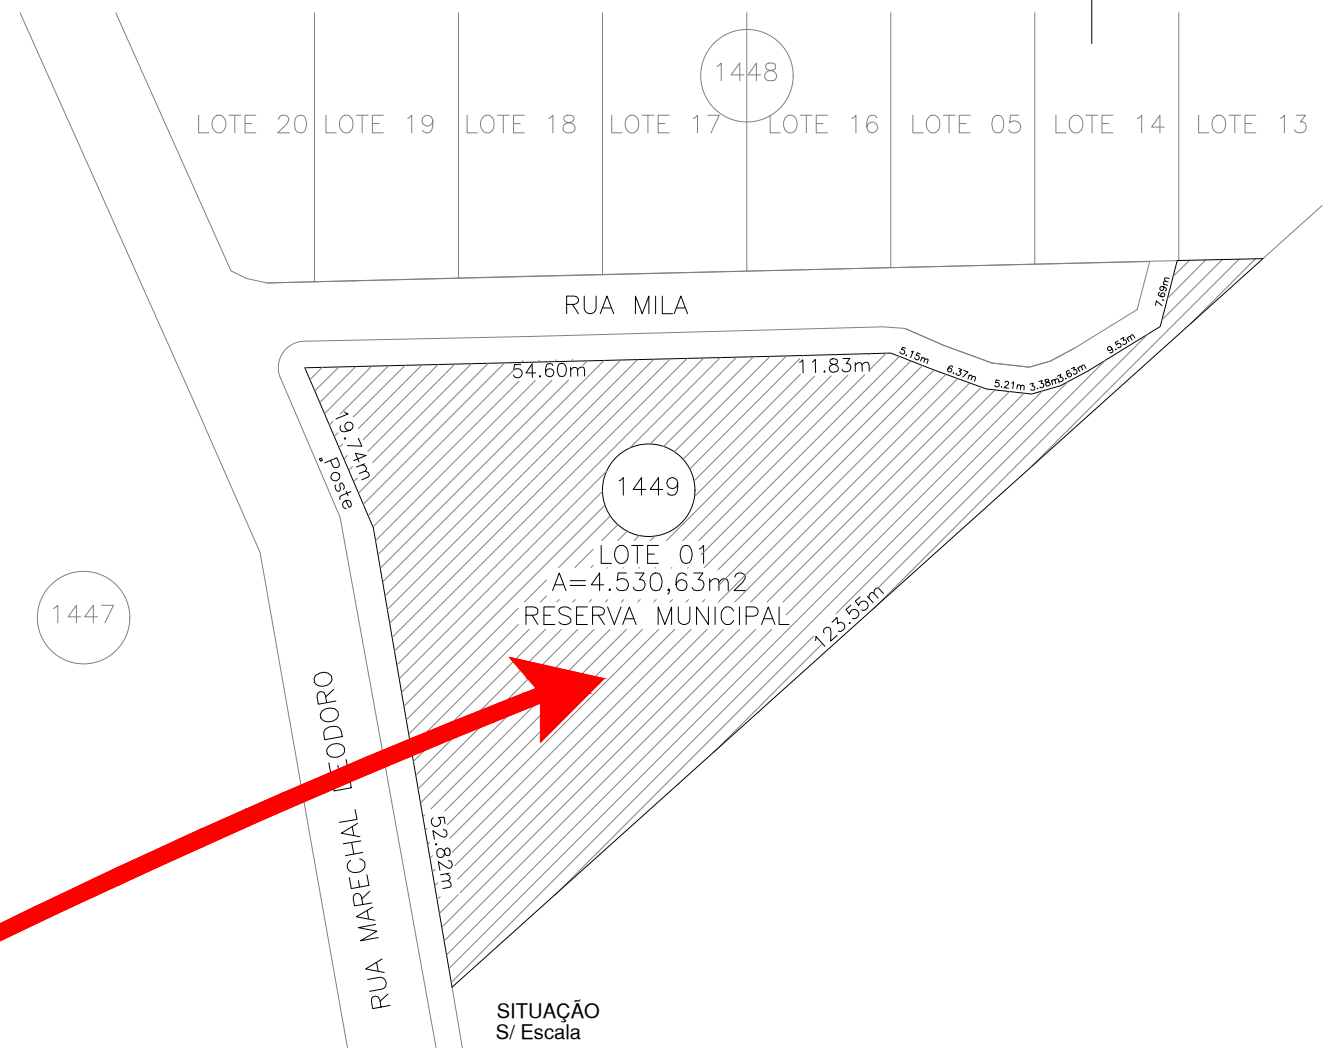 1448
LOTE 20
LOTE 19
LOTE 18
LOTE 17
LOTE 16
LOTE 05
LOTE 14
LOTE 13
RUA MILA
7.69m
9.53m
5.15m
6.37m
5.21m
3.38m
3.63m
54.60m
11.83m
19.74m
Poste
1449
LOTE 01
A=4.530,63m2
RESERVA MUNICIPAL
123.55m
1447
RUA MARECHAL DEODORO
52.82m
SITUAÇÃO
S/ Escala